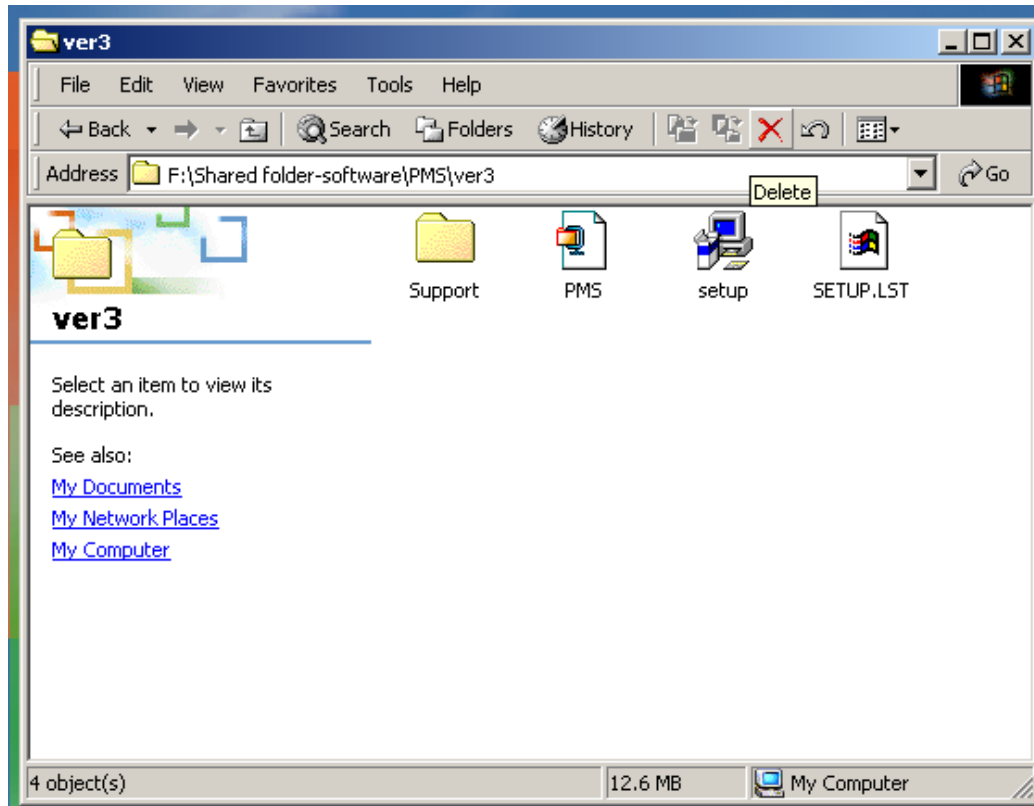 ver3
File Edit View Favorites Tools Help
Back Search Folders History
Address F:\Shared folder-software\PMS\ver3 Go
Delete
Support PMS setup SETUP.LST
ver3
Select an item to view its
description.
See also:
My Documents
My Network Places
My Computer
4 object(s) 12.6 MB My Computer